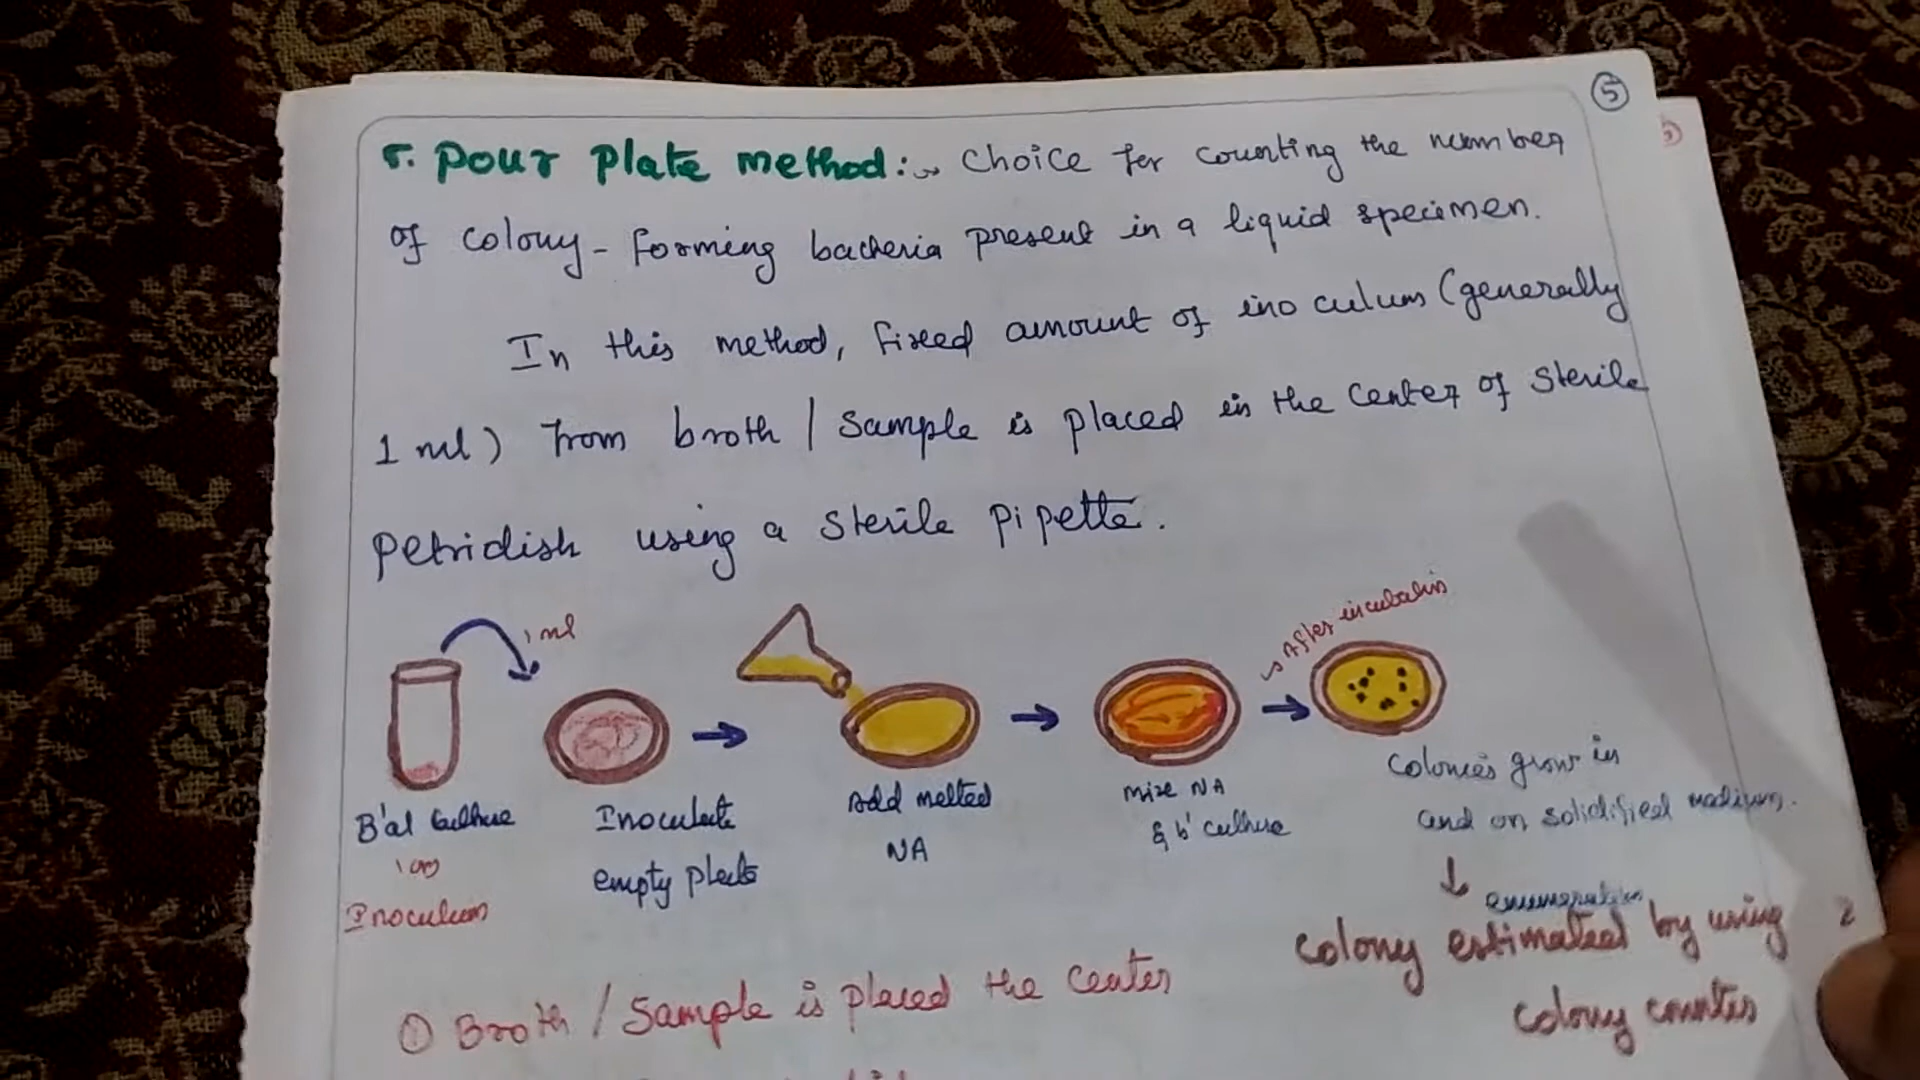 5
5. Pour plate method:→ Choice for counting the number
of colony-forming bacteria present in a liquid specimen.
In this method, fixed amount of inoculum (generally
1 ml) from broth / sample is placed in the center of sterile
petridish using a sterile pipette.
1 ml
After incubation
B'al culture
(or)
Inoculum
Inoculate
empty plate
Add melted
NA
mixe NA
& b' culture
Colonies grow in
and on solidified medium.
↓ enumeration
colony estimated by using
colony counter
① Broth / Sample is placed the center